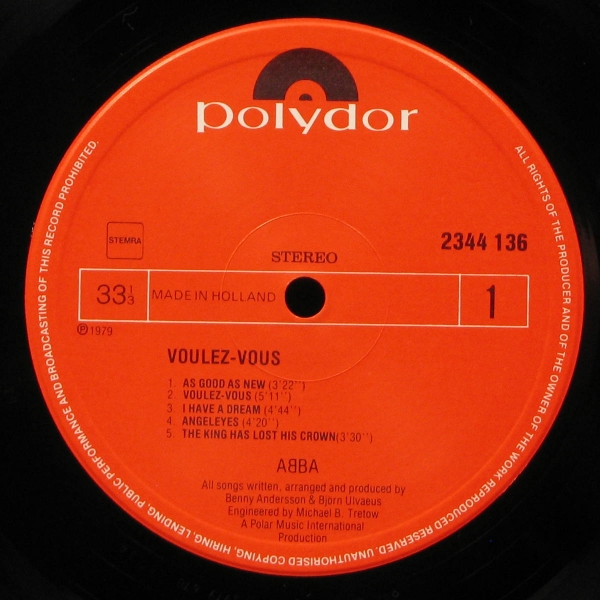 polydor
STEMRA
STEREO
2344 136
33 1/3
MADE IN HOLLAND
1
Ⓟ 1979
VOULEZ-VOUS
1. AS GOOD AS NEW (3'22'')
2. VOULEZ-VOUS (5'11'')
3. I HAVE A DREAM (4'44'')
4. ANGELEYES (4'20'')
5. THE KING HAS LOST HIS CROWN(3'30'')
ABBA
All songs written, arranged and produced by
Benny Andersson & Björn Ulvaeus
Engineered by Michael B. Tretow
A Polar Music International
Production
ALL RIGHTS OF THE PRODUCER AND OF THE OWNER OF THE WORK REPRODUCED RESERVED. UNAUTHORISED COPYING, HIRING, LENDING, PUBLIC PERFORMANCE AND BROADCASTING OF THIS RECORD PROHIBITED.